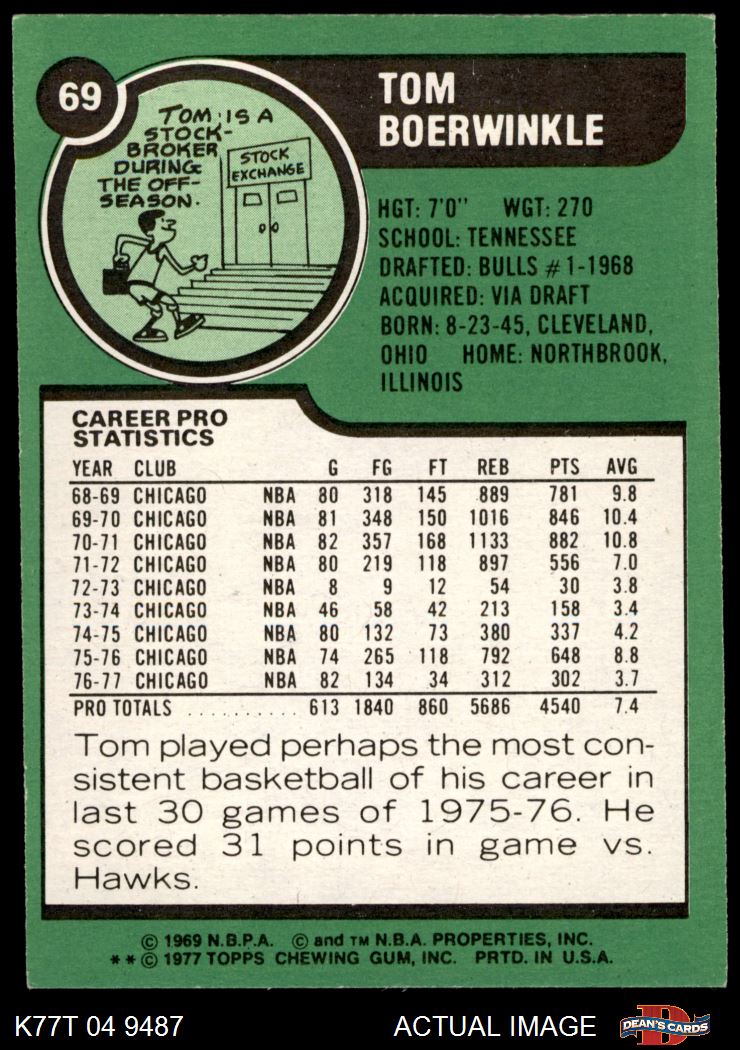 69
TOM
BOERWINKLE
TOM IS A
STOCK-
BROKER
DURING
THE OFF-
SEASON.
STOCK
EXCHANGE
HGT: 7'0" WGT: 270
SCHOOL: TENNESSEE
DRAFTED: BULLS #1-1968
ACQUIRED: VIA DRAFT
BORN: 8-23-45, CLEVELAND,
OHIO HOME: NORTHBROOK,
ILLINOIS
CAREER PRO
STATISTICS
YEAR CLUB G FG FT REB PTS AVG
68-69 CHICAGO NBA 80 318 145 889 781 9.8
69-70 CHICAGO NBA 81 348 150 1016 846 10.4
70-71 CHICAGO NBA 82 357 168 1133 882 10.8
71-72 CHICAGO NBA 80 219 118 897 556 7.0
72-73 CHICAGO NBA 8 9 12 54 30 3.8
73-74 CHICAGO NBA 46 58 42 213 158 3.4
74-75 CHICAGO NBA 80 132 73 380 337 4.2
75-76 CHICAGO NBA 74 265 118 792 648 8.8
76-77 CHICAGO NBA 82 134 34 312 302 3.7
PRO TOTALS .......... 613 1840 860 5686 4540 7.4
Tom played perhaps the most con-
sistent basketball of his career in
last 30 games of 1975-76. He
scored 31 points in game vs.
Hawks.
© 1969 N.B.P.A. © and TM N.B.A. PROPERTIES, INC.
**© 1977 TOPPS CHEWING GUM, INC. PRTD. IN U.S.A.
K77T 04 9487 ACTUAL IMAGE D DEAN'S CARDS